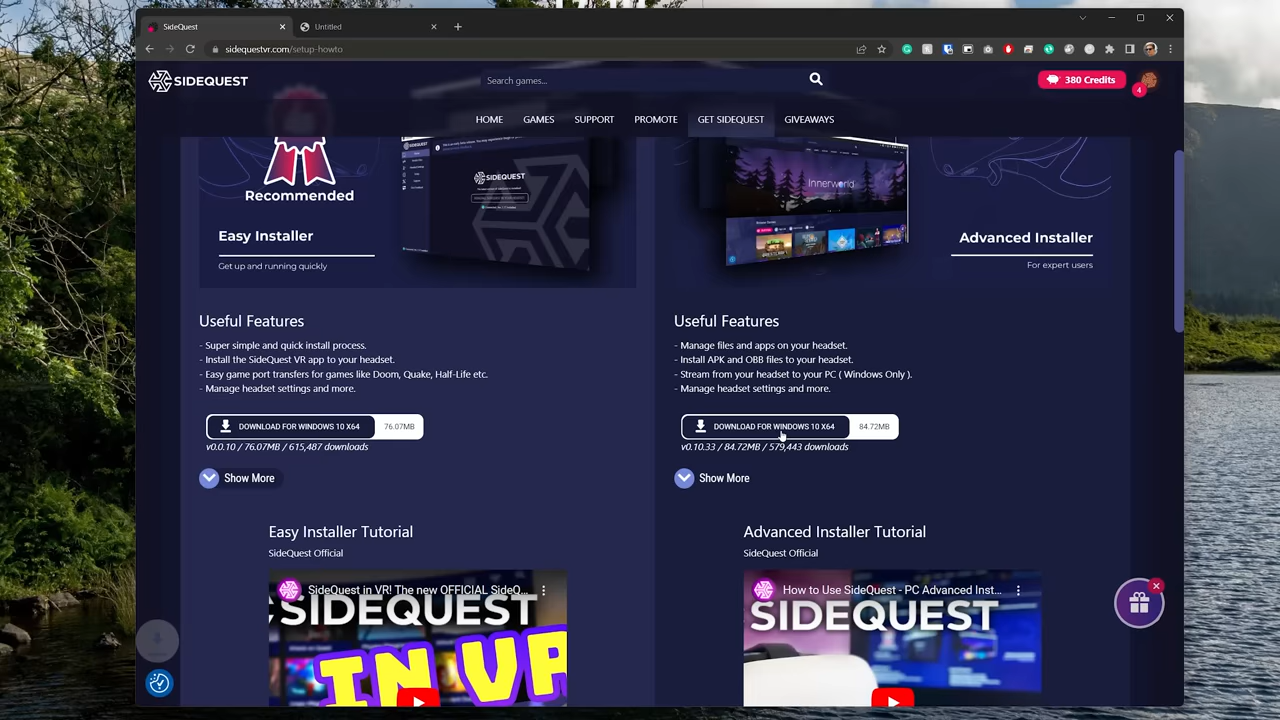 SideQuest
Untitled
sidequestvr.com/setup-howto
SIDEQUEST
Search games...
380 Credits
4
HOME
GAMES
SUPPORT
PROMOTE
GET SIDEQUEST
GIVEAWAYS
Recommended
SIDEQUEST
Easy Installer
Get up and running quickly
Innerworld
Advanced Installer
For expert users
Useful Features
- Super simple and quick install process.
- Install the SideQuest VR app to your headset.
- Easy game port transfers for games like Doom, Quake, Half-Life etc.
- Manage headset settings and more.
DOWNLOAD FOR WINDOWS 10 X64
76.07MB
v0.0.10 / 76.07MB / 615,487 downloads
Show More
Useful Features
- Manage files and apps on your headset.
- Install APK and OBB files to your headset.
- Stream from your headset to your PC ( Windows Only ).
- Manage headset settings and more.
DOWNLOAD FOR WINDOWS 10 X64
84.72MB
v0.10.33 / 84.72MB / 579,443 downloads
Show More
Easy Installer Tutorial
SideQuest Official
SideQuest in VR! The new OFFICIAL SideQ...
SIDEQUEST
IN VR
Advanced Installer Tutorial
SideQuest Official
How to Use SideQuest - PC Advanced Inst...
SIDEQUEST